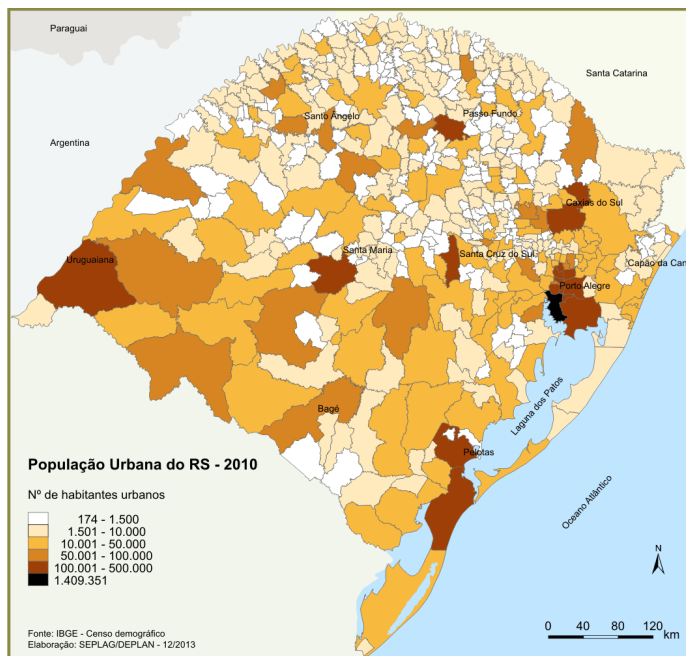 Paraguai
Santa Catarina
Argentina
Santo Ângelo
Passo Fundo
Caxias do Sul
Santa Maria
Santa Cruz do Sul
Uruguaiana
Capão da Can
Porto Alegre
Laguna dos Patos
Bagé
Pelotas
Oceano Atlântico
População Urbana do RS - 2010
Nº de habitantes urbanos
174 - 1.500
1.501 - 10.000
10.001 - 50.000
50.001 - 100.000
100.001 - 500.000
1.409.351
N
0 40 80 120
km
Fonte: IBGE - Censo demográfico
Elaboração: SEPLAG/DEPLAN - 12/2013